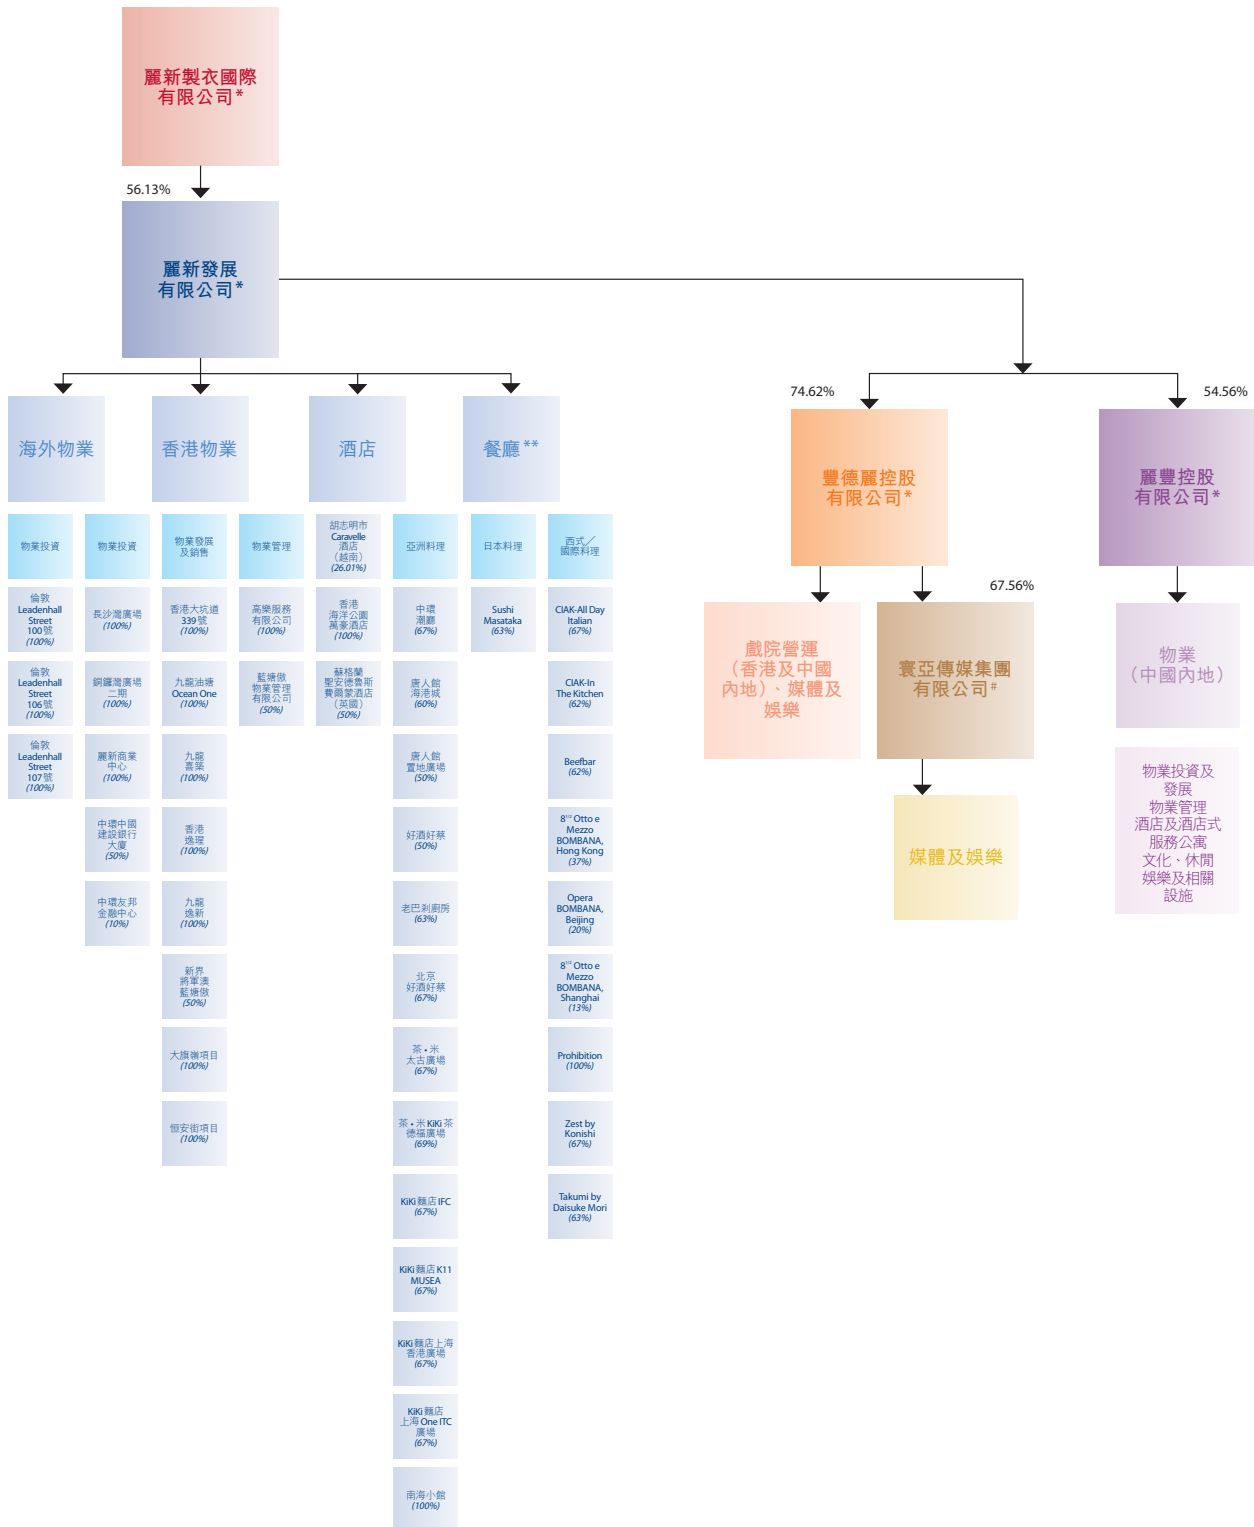 麗新製衣國際
有限公司*
56.13%
麗新發展
有限公司*
海外物業
香港物業
酒店
餐廳**
物業投資
倫敦
Leadenhall
Street
100號
(100%)
倫敦
Leadenhall
Street
106號
(100%)
倫敦
Leadenhall
Street
107號
(100%)
物業投資
長沙灣廣場
(100%)
銅鑼灣廣場
二期
(100%)
麗新商業
中心
(100%)
中環中國
建設銀行
大廈
(50%)
中環友邦
金融中心
(10%)
物業發展
及銷售
香港大坑道
339號
(100%)
九龍油塘
Ocean One
(100%)
九龍
喜築
(100%)
香港
逸瑆
(100%)
九龍
逸新
(100%)
新界
將軍澳
藍塘傲
(50%)
大旗嶺項目
(100%)
恒安街項目
(100%)
物業管理
高樂服務
有限公司
(100%)
藍塘傲
物業管理
有限公司
(50%)
胡志明市
Caravelle
酒店
（越南）
(26.01%)
香港
海洋公園
萬豪酒店
(100%)
蘇格蘭
聖安德魯斯
費爾蒙酒店
（英國）
(50%)
亞洲料理
中環
潮廳
(67%)
唐人館
海港城
(60%)
唐人館
置地廣場
(50%)
好酒好蔡
(50%)
老巴剎廚房
(63%)
北京
好酒好蔡
(67%)
茶•米
太古廣場
(67%)
茶•米 KiKi 茶
德福廣場
(69%)
KiKi 麵店 IFC
(67%)
KiKi 麵店 K11
MUSEA
(67%)
KiKi 麵店上海
香港廣場
(67%)
KiKi 麵店
上海 One ITC
廣場
(67%)
南海小館
(100%)
日本料理
Sushi
Masataka
(63%)
西式／
國際料理
CIAK-All Day
Italian
(67%)
CIAK-In
The Kitchen
(62%)
Beefbar
(62%)
8½ Otto e
Mezzo
BOMBANA,
Hong Kong
(37%)
Opera
BOMBANA,
Beijing
(20%)
8½ Otto e
Mezzo
BOMBANA,
Shanghai
(13%)
Prohibition
(100%)
Zest by
Konishi
(67%)
Takumi by
Daisuke Mori
(63%)
74.62%
豐德麗控股
有限公司*
戲院營運
（香港及中國
內地）、媒體及
娛樂
67.56%
寰亞傳媒集團
有限公司#
媒體及娛樂
54.56%
麗豐控股
有限公司*
物業
（中國內地）
物業投資及
發展
物業管理
酒店及酒店式
服務公寓
文化、休閒
娛樂及相關
設施